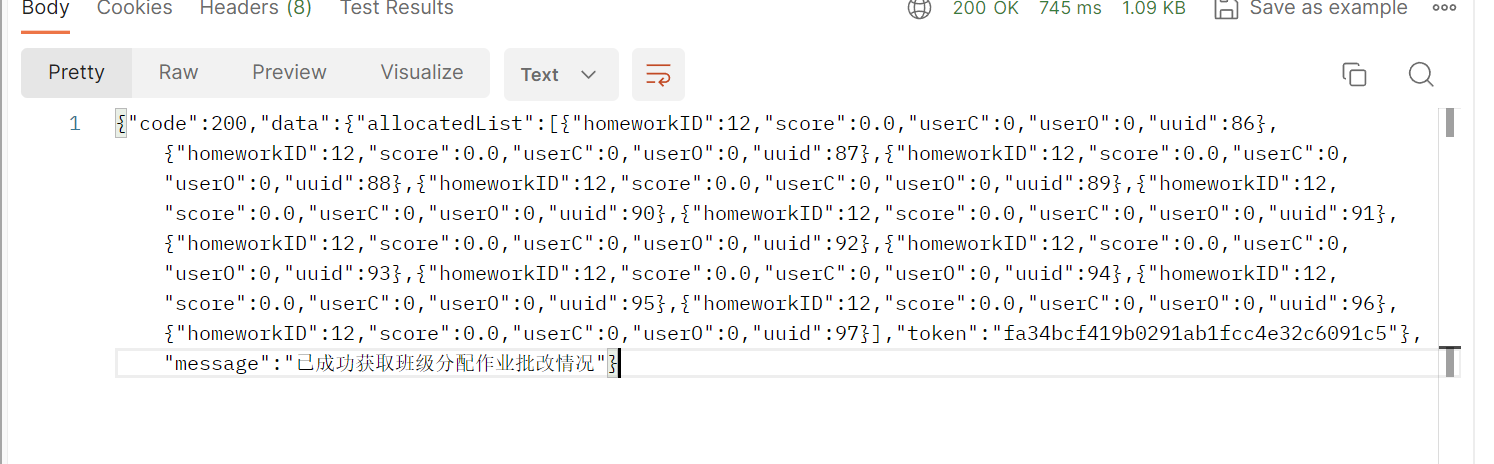 Body Cookies Headers (8) Test Results 200 OK 745 ms 1.09 KB Save as example
Pretty Raw Preview Visualize Text
1 {"code":200,"data":{"allocatedList":[{"homeworkID":12,"score":0.0,"userC":0,"userO":0,"uuid":86},
{"homeworkID":12,"score":0.0,"userC":0,"userO":0,"uuid":87},{"homeworkID":12,"score":0.0,"userC":0,
"userO":0,"uuid":88},{"homeworkID":12,"score":0.0,"userC":0,"userO":0,"uuid":89},{"homeworkID":12,
"score":0.0,"userC":0,"userO":0,"uuid":90},{"homeworkID":12,"score":0.0,"userC":0,"userO":0,"uuid":91},
{"homeworkID":12,"score":0.0,"userC":0,"userO":0,"uuid":92},{"homeworkID":12,"score":0.0,"userC":0,
"userO":0,"uuid":93},{"homeworkID":12,"score":0.0,"userC":0,"userO":0,"uuid":94},{"homeworkID":12,
"score":0.0,"userC":0,"userO":0,"uuid":95},{"homeworkID":12,"score":0.0,"userC":0,"userO":0,"uuid":96},
{"homeworkID":12,"score":0.0,"userC":0,"userO":0,"uuid":97}],"token":"fa34bcf419b0291ab1fcc4e32c6091c5"},
"message":"已成功获取班级分配作业批改情况"}